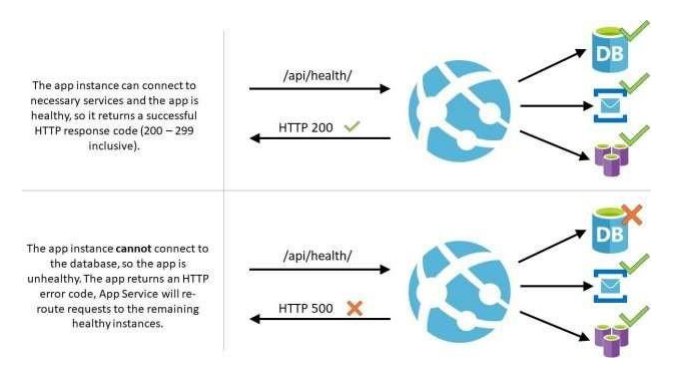 The app instance can connect to
necessary services and the app is
healthy, so it returns a successful
HTTP response code (200 – 299
inclusive).
/api/health/
HTTP 200
DB
The app instance cannot connect to
the database, so the app is
unhealthy. The app returns an HTTP
error code, App Service will re-
route requests to the remaining
healthy instances.
/api/health/
HTTP 500
DB